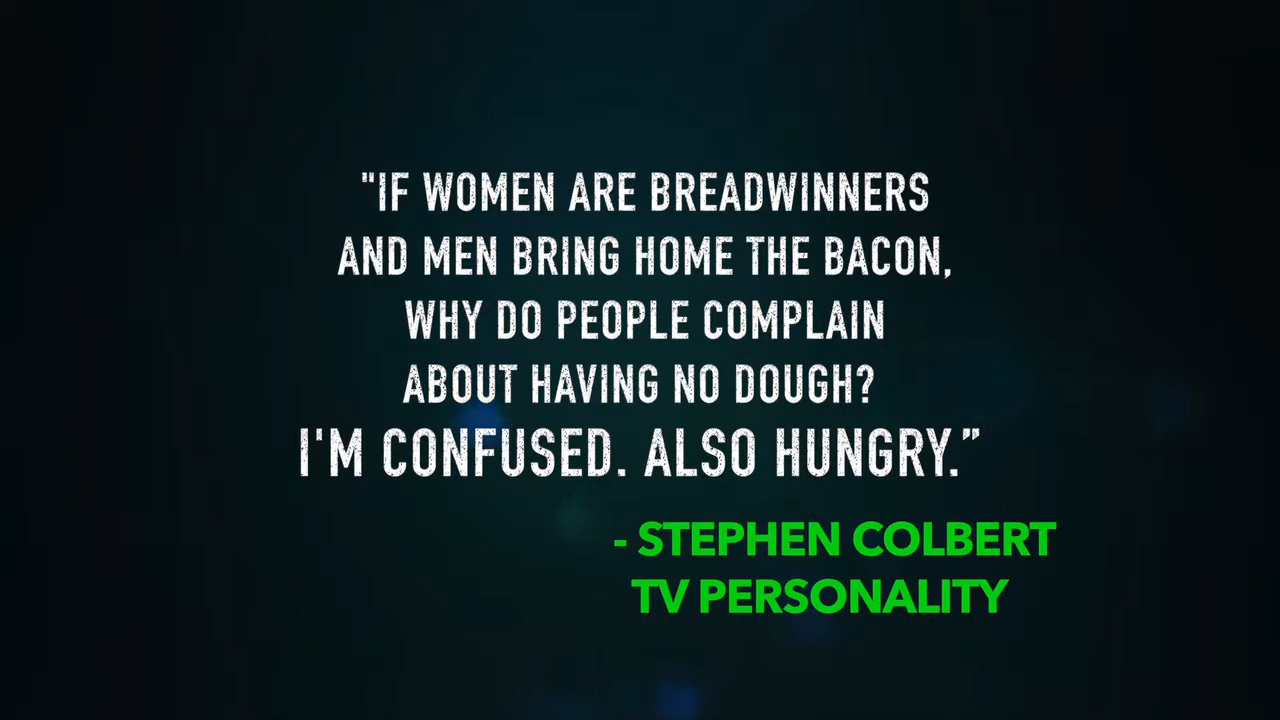 "IF WOMEN ARE BREADWINNERS
AND MEN BRING HOME THE BACON,
WHY DO PEOPLE COMPLAIN
ABOUT HAVING NO DOUGH?
I'M CONFUSED. ALSO HUNGRY.”
- STEPHEN COLBERT
TV PERSONALITY